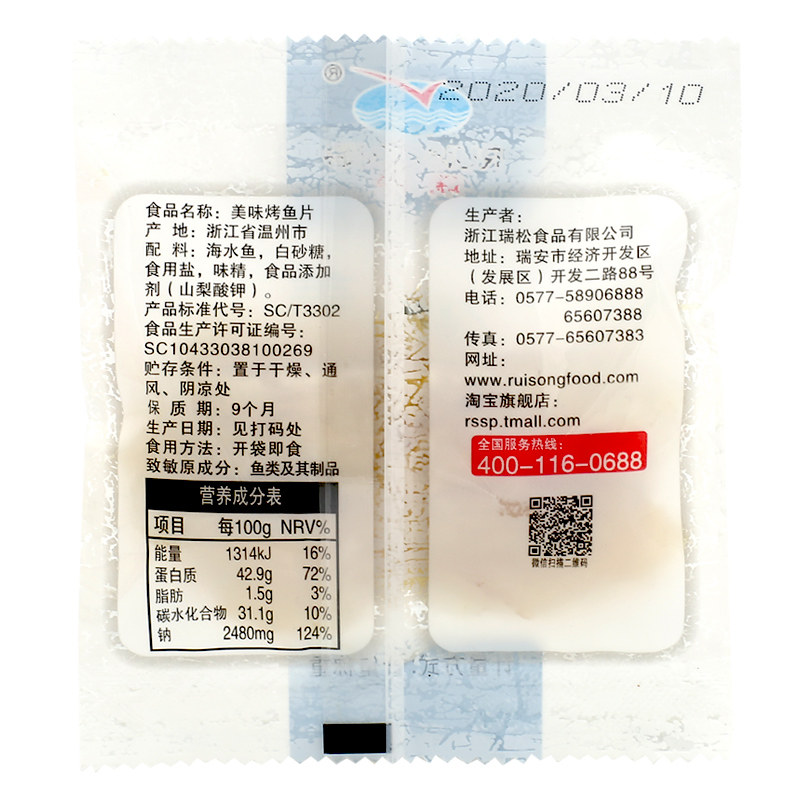 ®
2020/03/10
食品名称：美味烤鱼片
产 地：浙江省温州市
配 料：海水鱼，白砂糖，
食用盐，味精，食品添加
剂（山梨酸钾）。
产品标准代号：SC/T3302
食品生产许可证编号：
SC10433038100269
贮存条件：置于干燥、通
风、阴凉处
保 质 期：9个月
生产日期：见打码处
食用方法：开袋即食
致敏原成分：鱼类及其制品
营养成分表
项目 每100g NRV%
能量 1314kJ 16%
蛋白质 42.9g 72%
脂肪 1.5g 3%
碳水化合物 31.1g 10%
钠 2480mg 124%
生产者：
浙江瑞松食品有限公司
地址：瑞安市经济开发区
（发展区）开发二路88号
电话：0577-58906888
65607388
传真：0577-65607383
网址：
www.ruisongfood.com
淘宝旗舰店：
rssp.tmall.com
全国服务热线：
400-116-0688
微信扫描二维码